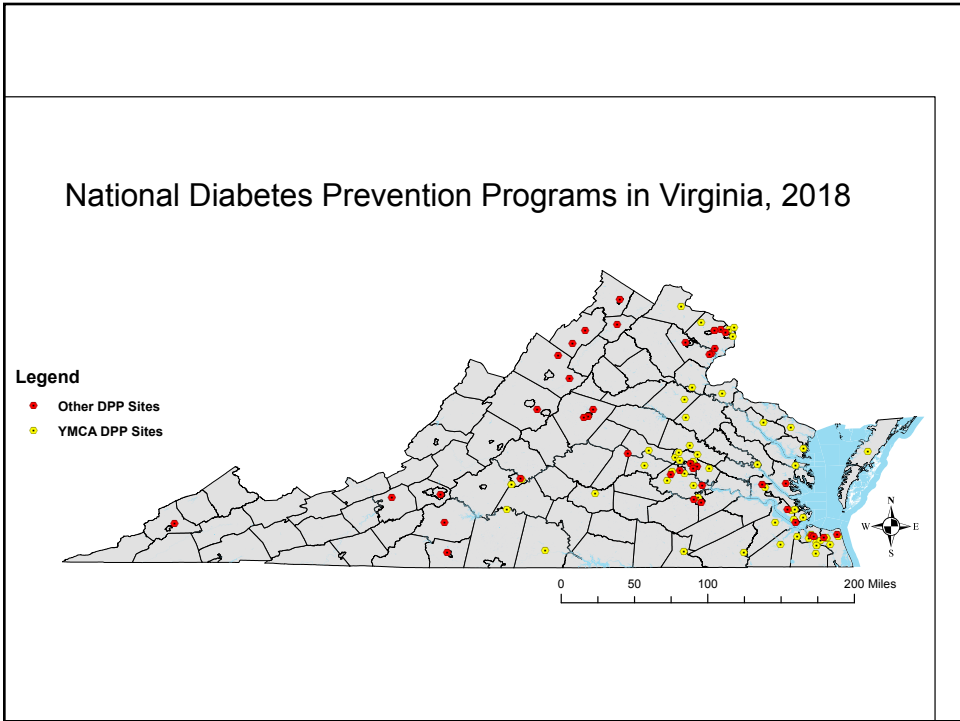 National Diabetes Prevention Programs in Virginia, 2018
Legend
Other DPP Sites
YMCA DPP Sites
N
W E
S
0 50 100 200 Miles